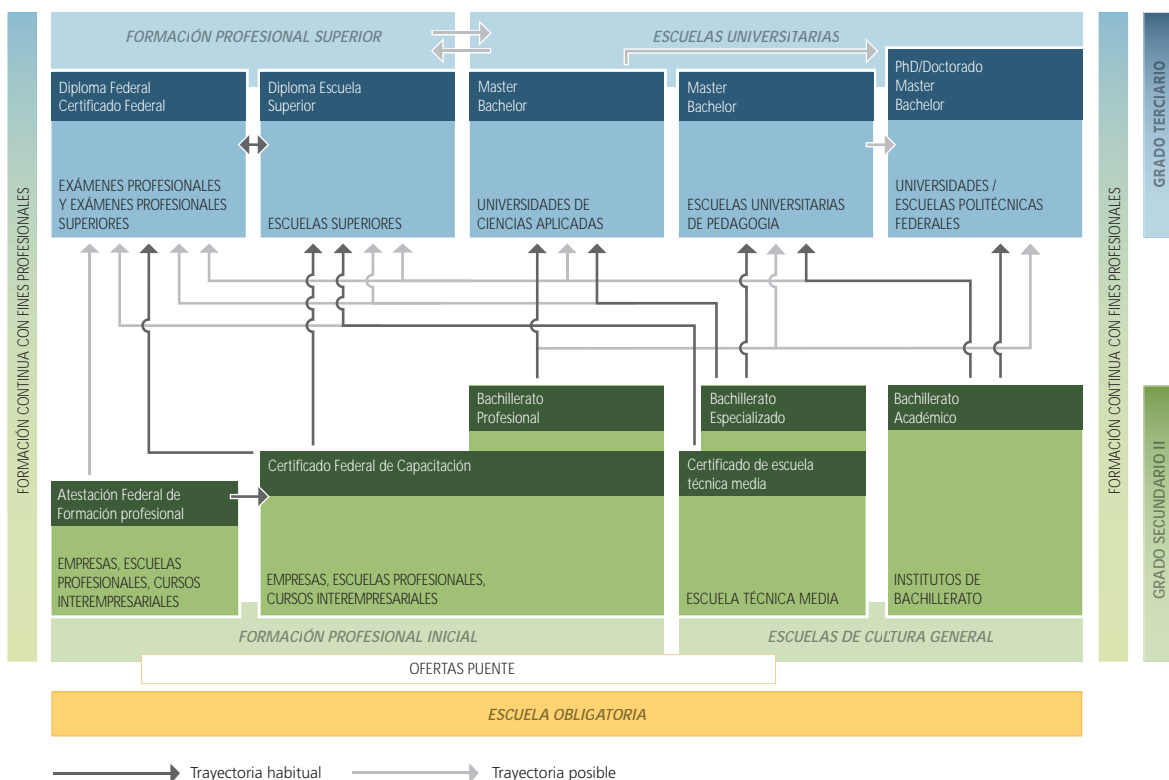 FORMACIÓN PROFESIONAL SUPERIOR
ESCUELAS UNIVERSITARIAS
Diploma Federal
Certificado Federal
Diploma Escuela
Superior
Master
Bachelor
Master
Bachelor
PhD/Doctorado
Master
Bachelor
EXÁMENES PROFESIONALES
Y EXÁMENES PROFESIONALES
SUPERIORES
ESCUELAS SUPERIORES
UNIVERSIDADES DE
CIENCIAS APLICADAS
ESCUELAS UNIVERSITARIAS
DE PEDAGOGIA
UNIVERSIDADES /
ESCUELAS POLITÉCNICAS
FEDERALES
FORMACIÓN CONTINUA CON FINES PROFESIONALES
FORMACIÓN CONTINUA CON FINES PROFESIONALES
GRADO TERCIARIO
GRADO SECUNDARIO II
Bachillerato
Profesional
Bachillerato
Especializado
Bachillerato
Académico
Certificado Federal de Capacitación
Certificado de escuela
técnica media
Atestación Federal de
Formación profesional
EMPRESAS, ESCUELAS
PROFESIONALES, CURSOS
INTEREMPRESARIALES
EMPRESAS, ESCUELAS PROFESIONALES,
CURSOS INTEREMPRESARIALES
ESCUELA TÉCNICA MEDIA
INSTITUTOS DE
BACHILLERATO
FORMACIÓN PROFESIONAL INICIAL
ESCUELAS DE CULTURA GENERAL
OFERTAS PUENTE
ESCUELA OBLIGATORIA
Trayectoria habitual
Trayectoria posible